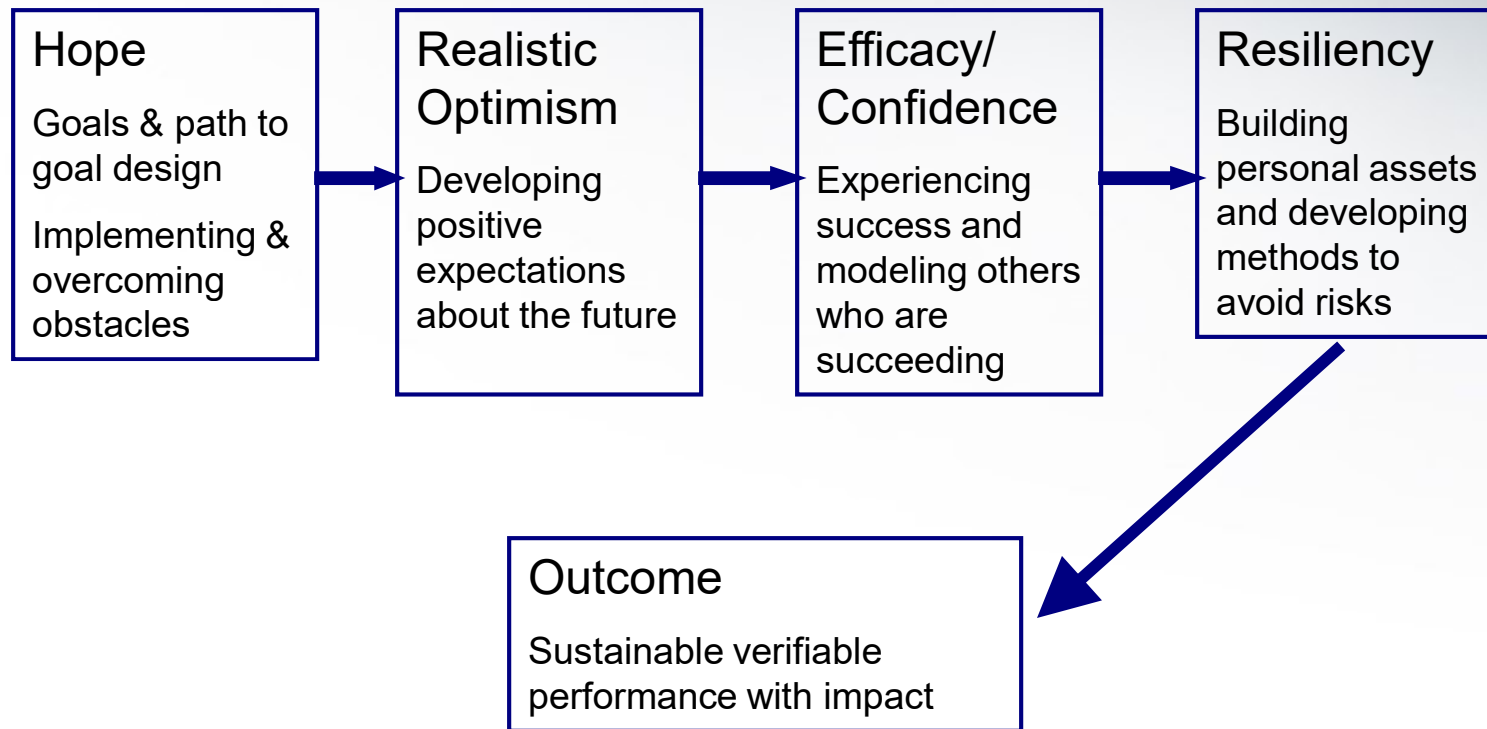 Hope
Goals & path to
goal design
Implementing &
overcoming
obstacles
Realistic
Optimism
Developing
positive
expectations
about the future
Efficacy/
Confidence
Experiencing
success and
modeling others
who are
succeeding
Resiliency
Building
personal assets
and developing
methods to
avoid risks
Outcome
Sustainable verifiable
performance with impact